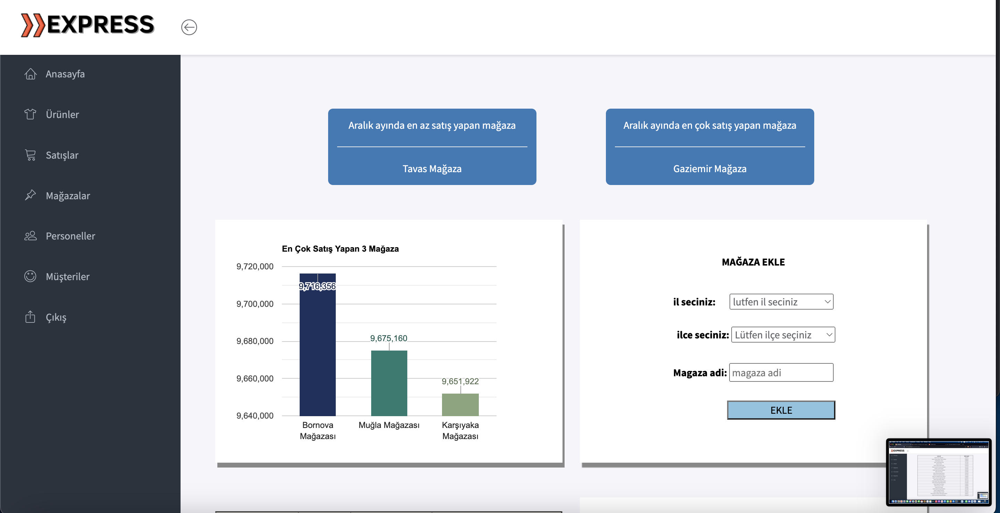 EXPRESS
Anasayfa
Ürünler
Satışlar
Mağazalar
Personeller
Müşteriler
Çıkış
Aralık ayında en az satış yapan mağaza
Tavas Mağaza
Aralık ayında en çok satış yapan mağaza
Gaziemir Mağaza
En Çok Satış Yapan 3 Mağaza
9,720,000
9,700,000
9,680,000
9,660,000
9,640,000
9,716,356
9,675,160
9,651,922
Bornova
Mağazası
Muğla Mağazası
Karşıyaka
Mağazası
MAĞAZA EKLE
il seciniz: lutfen il seciniz
ilce seciniz: Lütfen ilçe seçiniz
Magaza adi: magaza adi
EKLE
EXPRESS